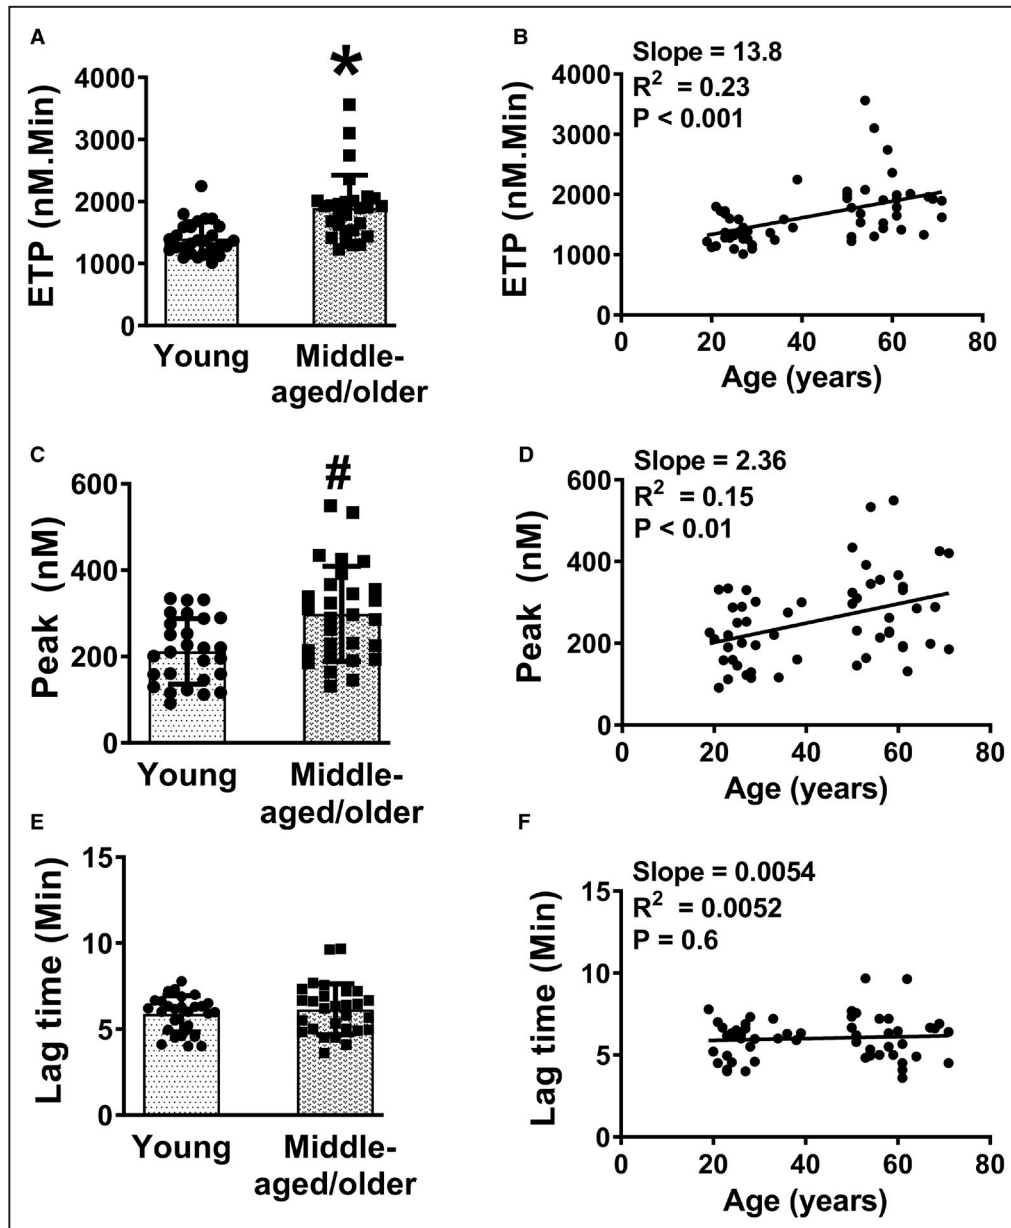 A
ETP (nM.Min)
4000
3000
2000
1000
0
*
Young
Middle-
aged/older
B
Slope = 13.8
R2 = 0.23
P < 0.001
ETP (nM.Min)
4000
3000
2000
1000
0
0 20 40 60 80
Age (years)
C
Peak (nM)
600
400
200
0
#
Young
Middle-
aged/older
D
Slope = 2.36
R2 = 0.15
P < 0.01
Peak (nM)
600
400
200
0
0 20 40 60 80
Age (years)
E
Lag time (Min)
15
10
5
0
Young
Middle-
aged/older
F
Slope = 0.0054
R2 = 0.0052
P = 0.6
Lag time (Min)
15
10
5
0
0 20 40 60 80
Age (years)